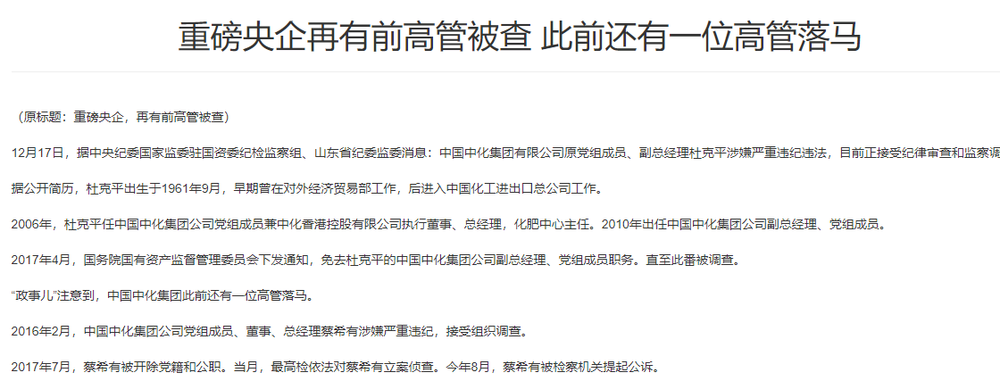 重磅央企再有前高管被查 此前还有一位高管落马
（原标题：重磅央企，再有前高管被查）
12月17日，据中央纪委国家监委驻国资委纪检监察组、山东省纪委监委消息：中国中化集团有限公司原党组成员、副总经理杜克平涉嫌严重违纪违法，目前正接受纪律审查和监察调
据公开简历，杜克平出生于1961年9月，早期曾在对外经济贸易部工作，后进入中国化工进出口总公司工作。
2006年，杜克平任中国中化集团公司党组成员兼中化香港控股有限公司执行董事、总经理，化肥中心主任。2010年出任中国中化集团公司副总经理、党组成员。
2017年4月，国务院国有资产监督管理委员会下发通知，免去杜克平的中国中化集团公司副总经理、党组成员职务。直至此番被调查。
“政事儿”注意到，中国中化集团此前还有一位高管落马。
2016年2月，中国中化集团公司党组成员、董事、总经理蔡希有涉嫌严重违纪，接受组织调查。
2017年7月，蔡希有被开除党籍和公职。当月，最高检依法对蔡希有立案侦查。今年8月，蔡希有被检察机关提起公诉。